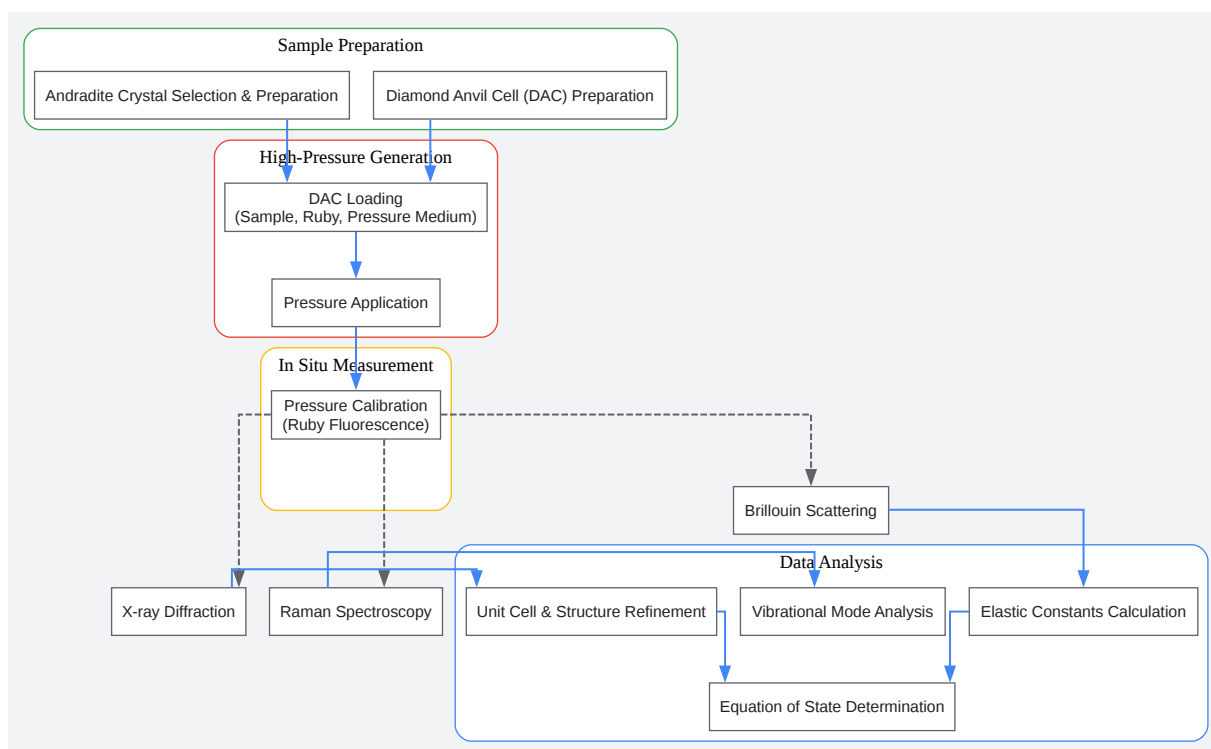 Sample Preparation
Andradite Crystal Selection & Preparation
Diamond Anvil Cell (DAC) Preparation
High-Pressure Generation
DAC Loading
(Sample, Ruby, Pressure Medium)
Pressure Application
In Situ Measurement
Pressure Calibration
(Ruby Fluorescence)
Brillouin Scattering
Data Analysis
X-ray Diffraction
Raman Spectroscopy
Unit Cell & Structure Refinement
Vibrational Mode Analysis
Elastic Constants Calculation
Equation of State Determination